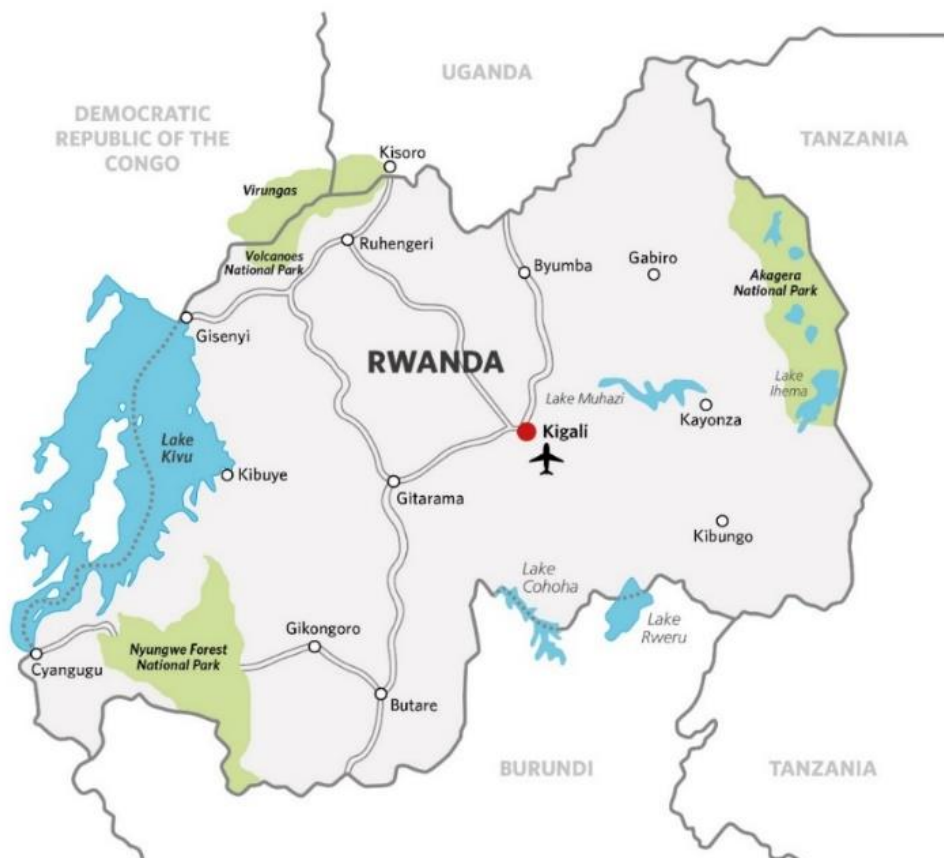 UGANDA
DEMOCRATIC
REPUBLIC OF THE
CONGO
TANZANIA
Kisoro
Virungas
Ruhengeri
Volcanoes
National Park
Byumba
Gabiro
Akagera
National Park
Gisenyi
RWANDA
Lake
Ihema
Lake Muhazi
Kayonza
Kigali
Lake
Kivu
Kibuye
Gitarama
Kibungo
Lake
Cohoha
Lake
Rweru
Gikongoro
Nyungwe Forest
National Park
Cyangugu
Butare
BURUNDI
TANZANIA